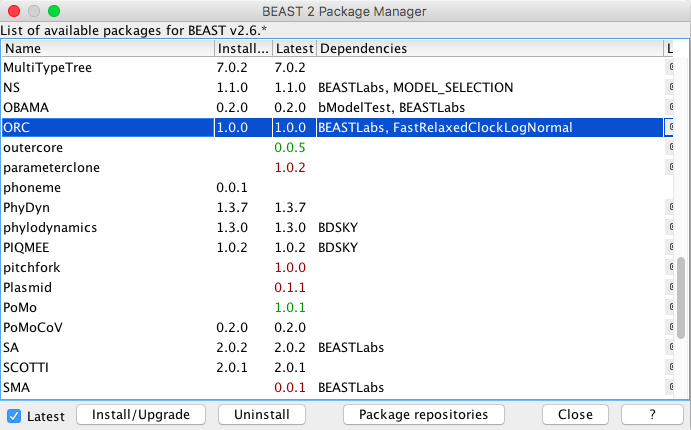 BEAST 2 Package Manager
List of available packages for BEAST v2.6.*
Name Install... Latest Dependencies L
MultiTypeTree 7.0.2 7.0.2
NS 1.1.0 1.1.0 BEASTLabs, MODEL_SELECTION
OBAMA 0.2.0 0.2.0 bModelTest, BEASTLabs
ORC 1.0.0 1.0.0 BEASTLabs, FastRelaxedClockLogNormal
outercore 0.0.5
parameterclone 1.0.2
phoneme 0.0.1
PhyDyn 1.3.7 1.3.7
phylodynamics 1.3.0 1.3.0 BDSKY
PIQMEE 1.0.2 1.0.2 BDSKY
pitchfork 1.0.0
Plasmid 0.1.1
PoMo 1.0.1
PoMoCoV 0.2.0 0.2.0
SA 2.0.2 2.0.2 BEASTLabs
SCOTTI 2.0.1 2.0.1
SMA 0.0.1 BEASTLabs
Latest Install/Upgrade Uninstall Package repositories Close ?